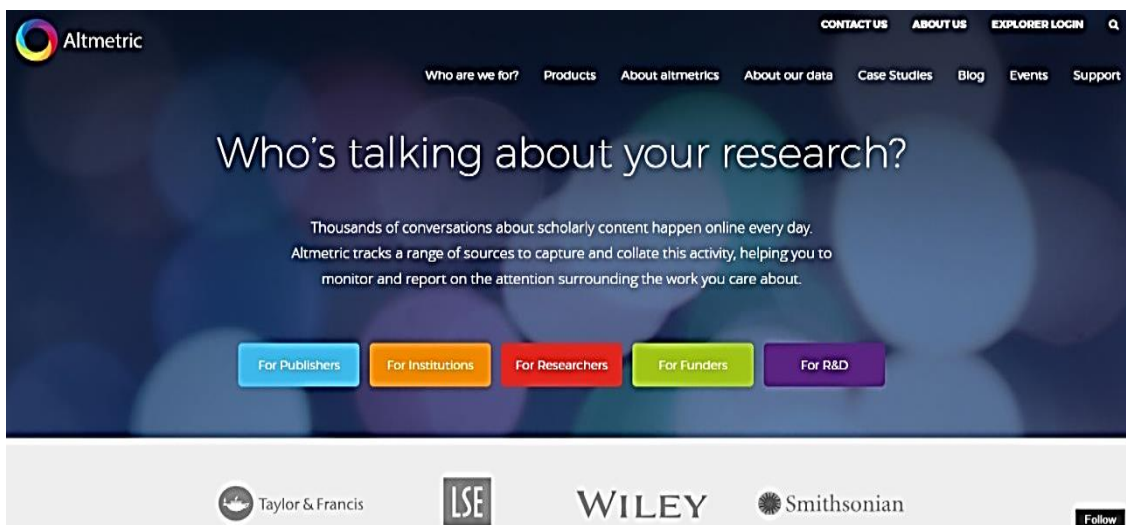 Altmetric
CONTACT US ABOUT US EXPLORER LOGIN
Who are we for? Products About altmetrics About our data Case Studies Blog Events Support
Who's talking about your research?
Thousands of conversations about scholarly content happen online every day.
Altmetric tracks a range of sources to capture and collate this activity, helping you to
monitor and report on the attention surrounding the work you care about.
For Publishers For Institutions For Researchers For Funders For R&D
Taylor & Francis LSE WILEY Smithsonian
Follow